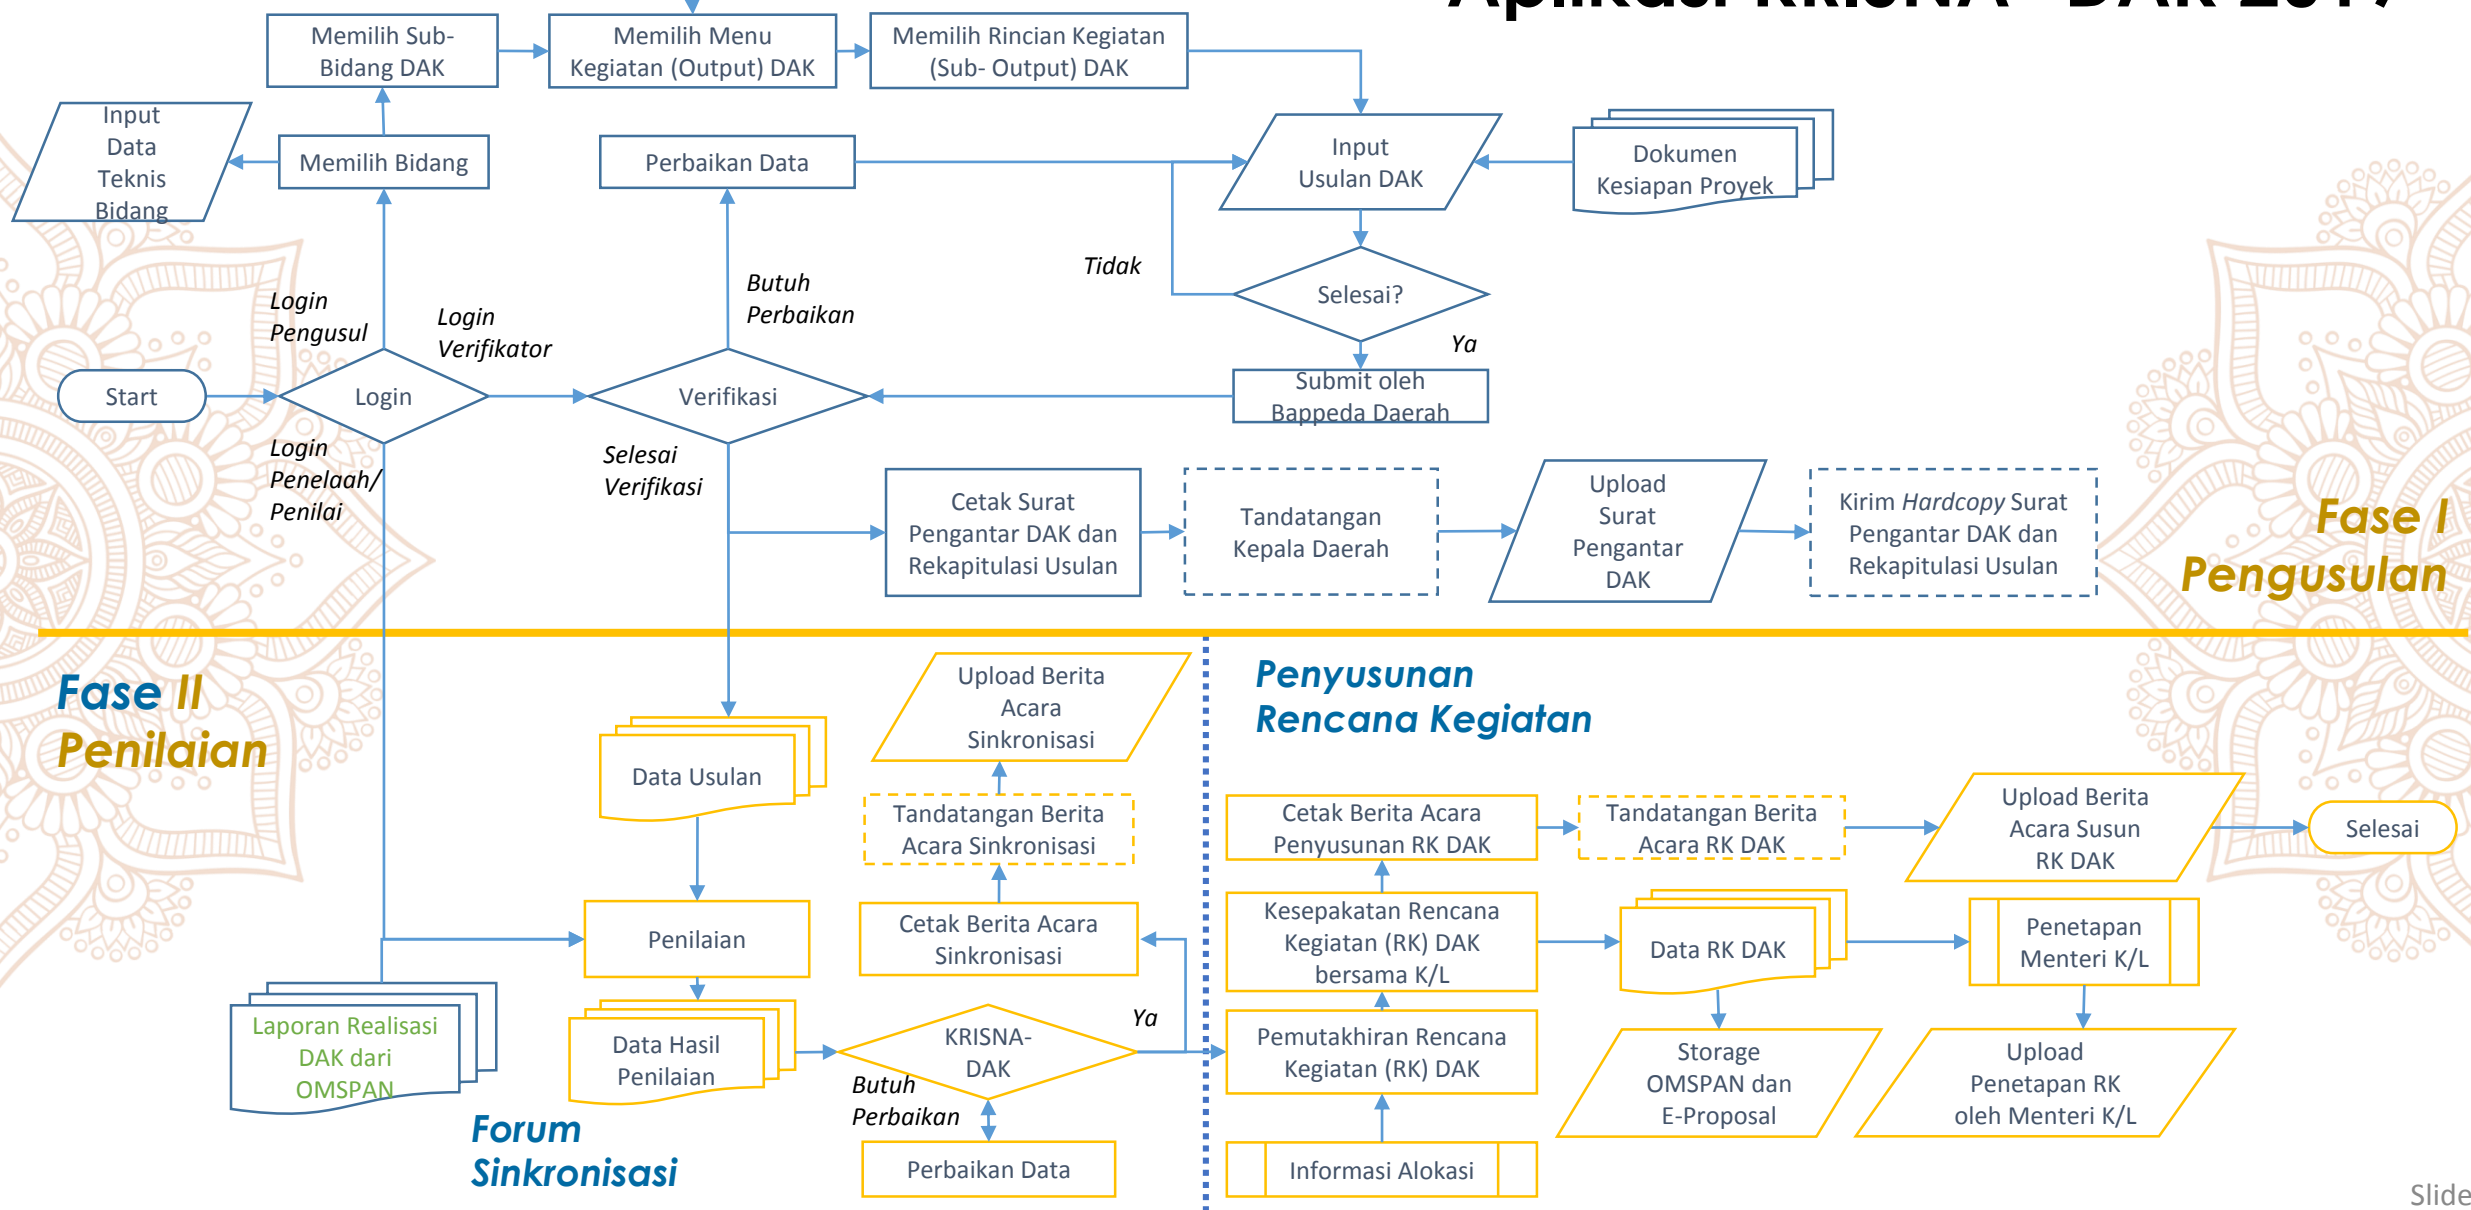 Aplikasi KRISNA - DAK 2019
Memilih Sub-
Bidang DAK
Memilih Menu
Kegiatan (Output) DAK
Memilih Rincian Kegiatan
(Sub- Output) DAK
Input
Data
Teknis
Bidang
Memilih Bidang
Perbaikan Data
Input
Usulan DAK
Dokumen
Kesiapan Proyek
Tidak
Butuh
Perbaikan
Selesai?
Login
Pengusul
Login
Verifikator
Ya
Start
Login
Verifikasi
Submit oleh
Bappeda Daerah
Login
Penelaah/
Penilai
Selesai
Verifikasi
Cetak Surat
Pengantar DAK dan
Rekapitulasi Usulan
Tandatangan
Kepala Daerah
Upload
Surat
Pengantar
DAK
Kirim Hardcopy Surat
Pengantar DAK dan
Rekapitulasi Usulan
Fase I
Pengusulan
Fase II
Penilaian
Upload Berita
Acara
Sinkronisasi
Penyusunan
Rencana Kegiatan
Data Usulan
Tandatangan Berita
Acara Sinkronisasi
Cetak Berita Acara
Penyusunan RK DAK
Tandatangan Berita
Acara RK DAK
Upload Berita
Acara Susun
RK DAK
Selesai
Penilaian
Cetak Berita Acara
Sinkronisasi
Kesepakatan Rencana
Kegiatan (RK) DAK
bersama K/L
Data RK DAK
Penetapan
Menteri K/L
Laporan Realisasi
DAK dari
OMSPAN
Data Hasil
Penilaian
KRISNA-
DAK
Ya
Butuh
Perbaikan
Pemutakhiran Rencana
Kegiatan (RK) DAK
Storage
OMSPAN dan
E-Proposal
Upload
Penetapan RK
oleh Menteri K/L
Forum
Sinkronisasi
Perbaikan Data
Informasi Alokasi
Slide